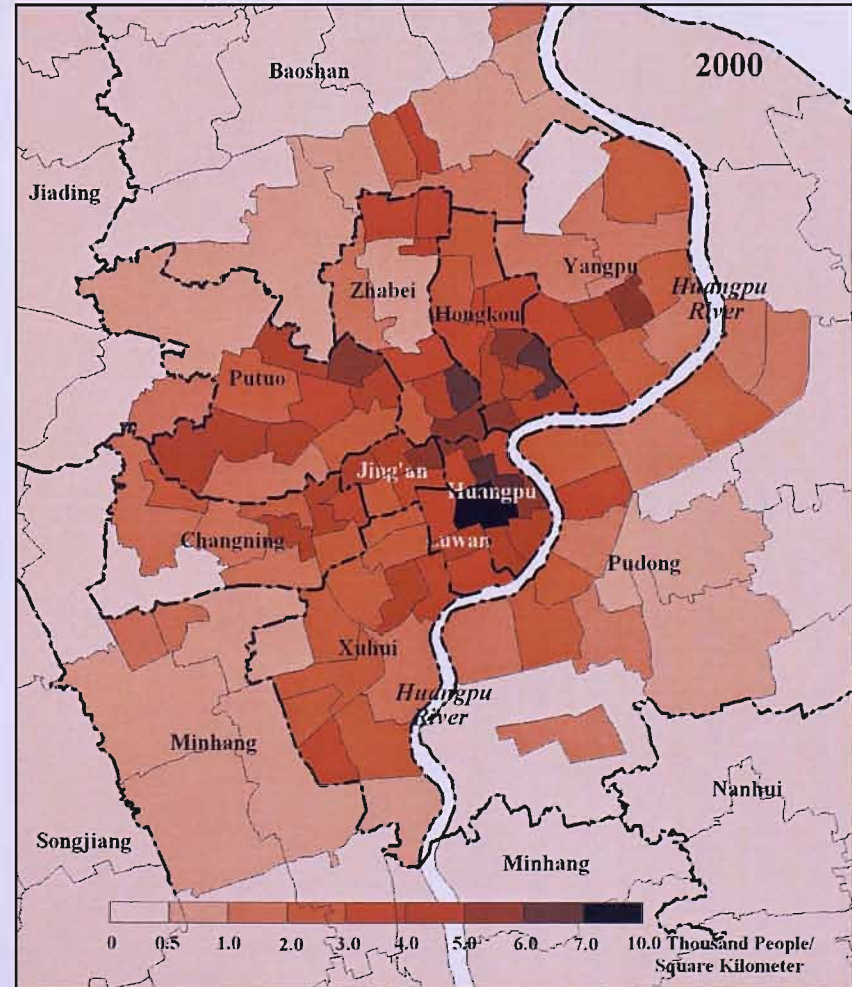 2000
Baoshan
Jiading
Yangpu
Zhabei
Huangpu
River
Hongkou
Putuo
Jing'an
Huangpu
Changning
Luwan
Pudong
Xuhui
Huangpu
River
Minhang
Nanhui
Songjiang
Minhang
0 0.5 1.0 2.0 3.0 4.0 5.0 6.0 7.0 10.0 Thousand People/
Square Kilometer